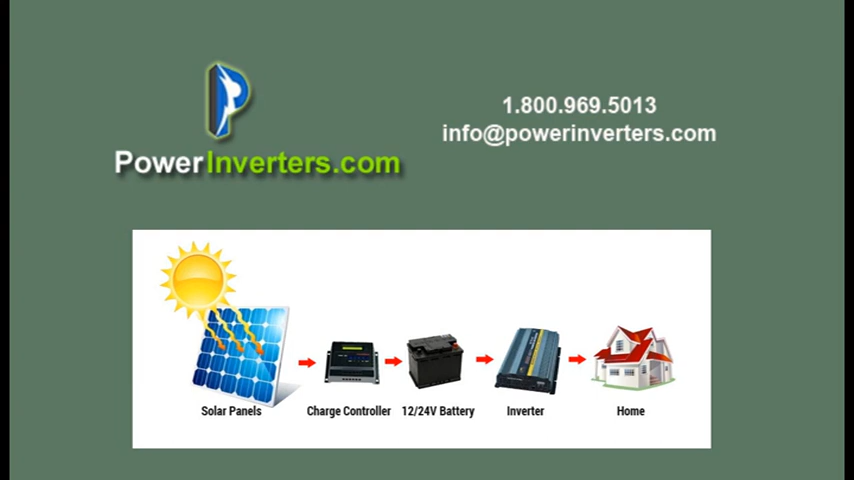 PowerInverters.com
1.800.969.5013
info@powerinverters.com
Solar Panels
Charge Controller
12/24V Battery
Inverter
Home